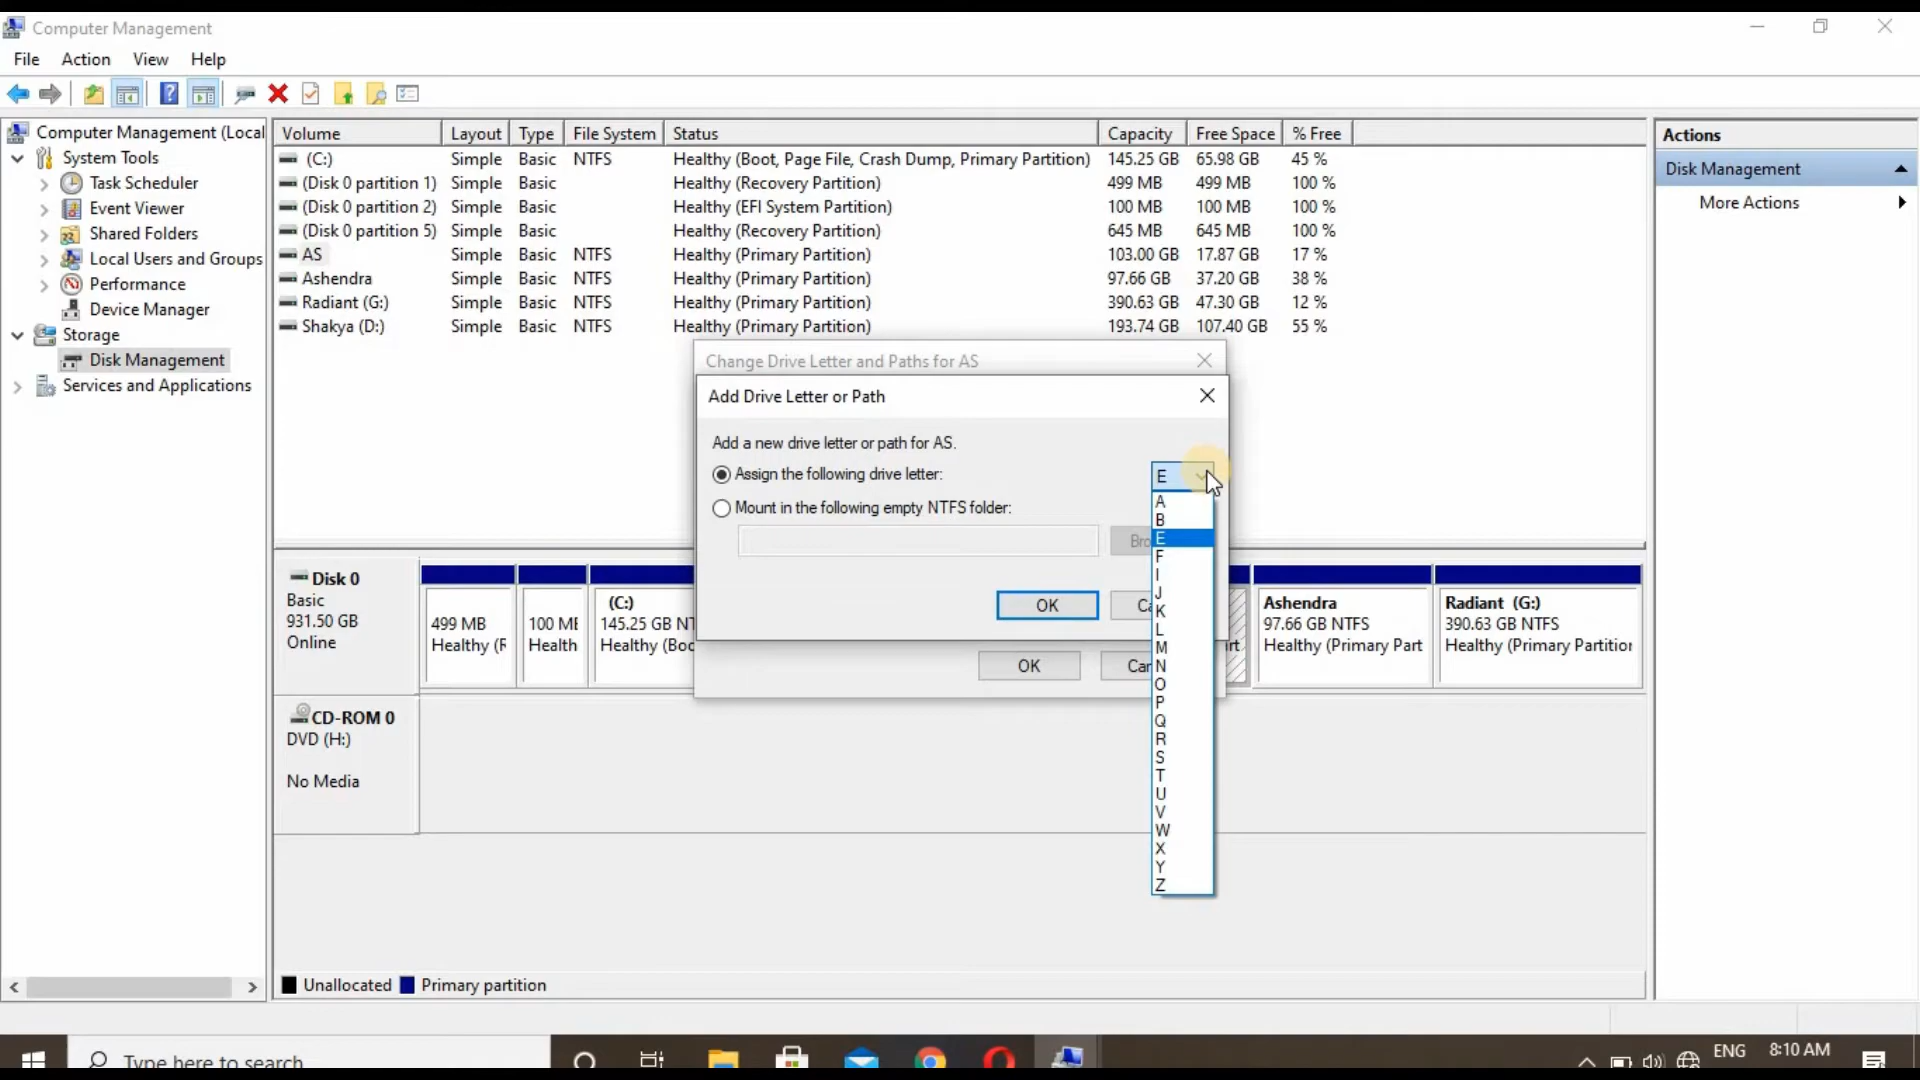 Computer Management
File Action View Help
Computer Management (Local
System Tools
Task Scheduler
Event Viewer
Shared Folders
Local Users and Groups
Performance
Device Manager
Storage
Disk Management
Services and Applications
Volume Layout Type File System Status Capacity Free Space % Free
(C:) Simple Basic NTFS Healthy (Boot, Page File, Crash Dump, Primary Partition) 145.25 GB 65.98 GB 45 %
(Disk 0 partition 1) Simple Basic Healthy (Recovery Partition) 499 MB 499 MB 100 %
(Disk 0 partition 2) Simple Basic Healthy (EFI System Partition) 100 MB 100 MB 100 %
(Disk 0 partition 5) Simple Basic Healthy (Recovery Partition) 645 MB 645 MB 100 %
AS Simple Basic NTFS Healthy (Primary Partition) 103.00 GB 17.87 GB 17 %
Ashendra Simple Basic NTFS Healthy (Primary Partition) 97.66 GB 37.20 GB 38 %
Radiant (G:) Simple Basic NTFS Healthy (Primary Partition) 390.63 GB 47.30 GB 12 %
Shakya (D:) Simple Basic NTFS Healthy (Primary Partition) 193.74 GB 107.40 GB 55 %
Actions
Disk Management
More Actions
Change Drive Letter and Paths for AS
Add Drive Letter or Path
Add a new drive letter or path for AS.
Assign the following drive letter: E
Mount in the following empty NTFS folder:
Bro
OK Ca
OK Can
A
B
E
F
I
J
K
L
M
N
O
P
Q
R
S
T
U
V
W
X
Y
Z
Disk 0
Basic
931.50 GB
Online
499 MB
Healthy (R
100 ME
Health
(C:)
145.25 GB NT
Healthy (Boo
irt
Ashendra
97.66 GB NTFS
Healthy (Primary Part
Radiant (G:)
390.63 GB NTFS
Healthy (Primary Partition
CD-ROM 0
DVD (H:)
No Media
Unallocated Primary partition
Type here to search
ENG 8:10 AM